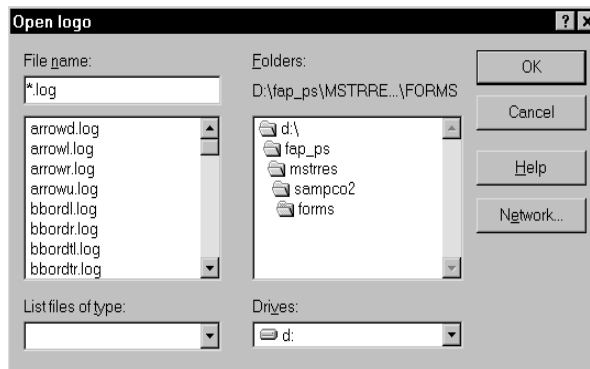 Open logo
File name:
*.log
arrowd.log
arrowl.log
arrowr.log
arrowu.log
bbordl.log
bbordr.log
bbordtl.log
bbordtr.log
List files of type:
Folders:
D:\fap_ps\MSTRRE...\FORMS
d:\
fap_ps
mstrres
sampco2
forms
Drives:
d:
OK
Cancel
Help
Network...